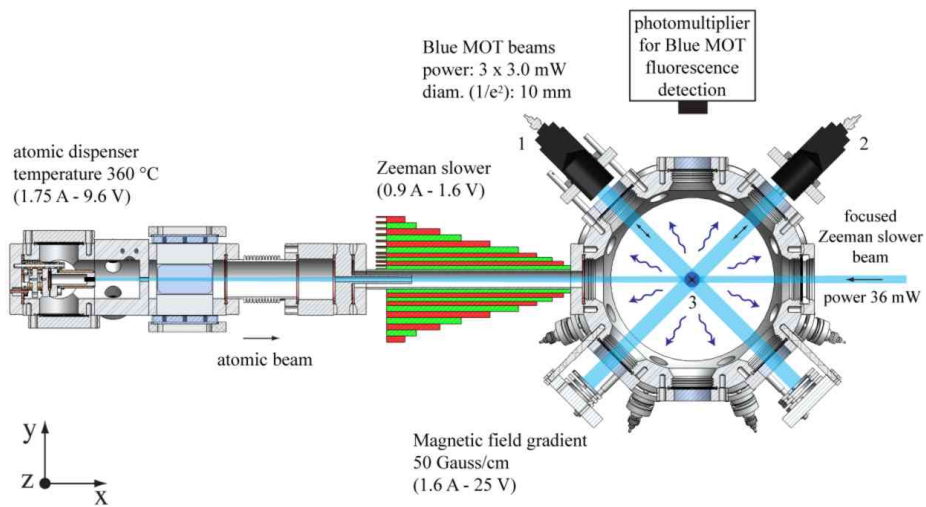 photomultiplier
for Blue MOT
fluorescence
detection
Blue MOT beams
power: 3 x 3.0 mW
diam. (1/e²): 10 mm
1
2
atomic dispenser
temperature 360 °C
(1.75 A - 9.6 V)
Zeeman slower
(0.9 A - 1.6 V)
focused
Zeeman slower
beam
power 36 mW
3
atomic beam
Magnetic field gradient
50 Gauss/cm
(1.6 A - 25 V)
y
z
x